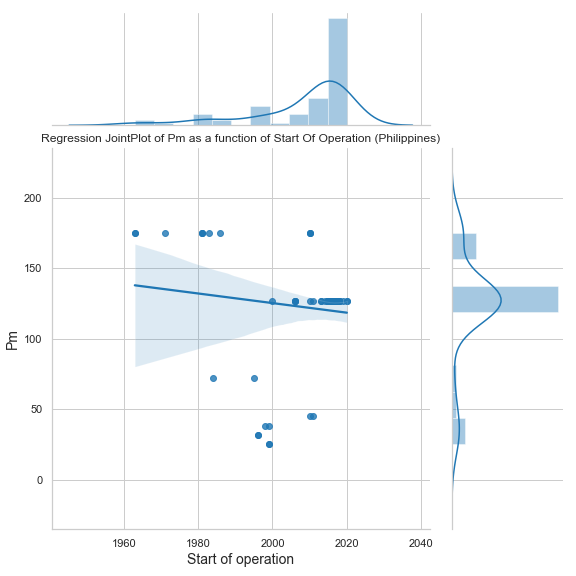 Regression JointPlot of Pm as a function of Start Of Operation (Philippines)
200
150
100
50
0
Pm
1960 1980 2000 2020 2040
Start of operation